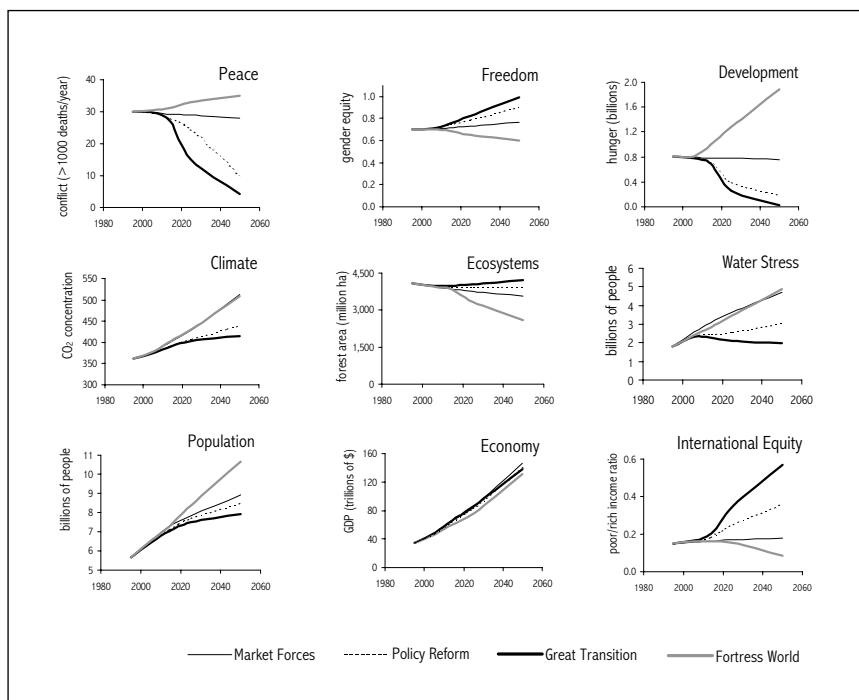 Peace
conflict (>1000 deaths/year)
40
30
20
10
0
1980 2000 2020 2040 2060
Freedom
gender equity
1.0
0.8
0.6
0.4
0.2
0.0
1980 2000 2020 2040 2060
Development
hunger (billions)
2.0
1.6
1.2
0.8
0.4
0.0
1980 2000 2020 2040 2060
Climate
CO2 concentration
550
500
450
400
350
300
1980 2000 2020 2040 2060
Ecosystems
forest area (million ha)
4,500
3,000
1,500
0
1980 2000 2020 2040 2060
Water Stress
billions of people
6
5
4
3
2
1
0
1980 2000 2020 2040 2060
Population
billions of people
11
10
9
8
7
6
5
1980 2000 2020 2040 2060
Economy
GDP (trillions of $)
160
120
80
40
0
1980 2000 2020 2040 2060
International Equity
poor/rich income ratio
0.6
0.4
0.2
0.0
1980 2000 2020 2040 2060
Market Forces Policy Reform Great Transition Fortress World